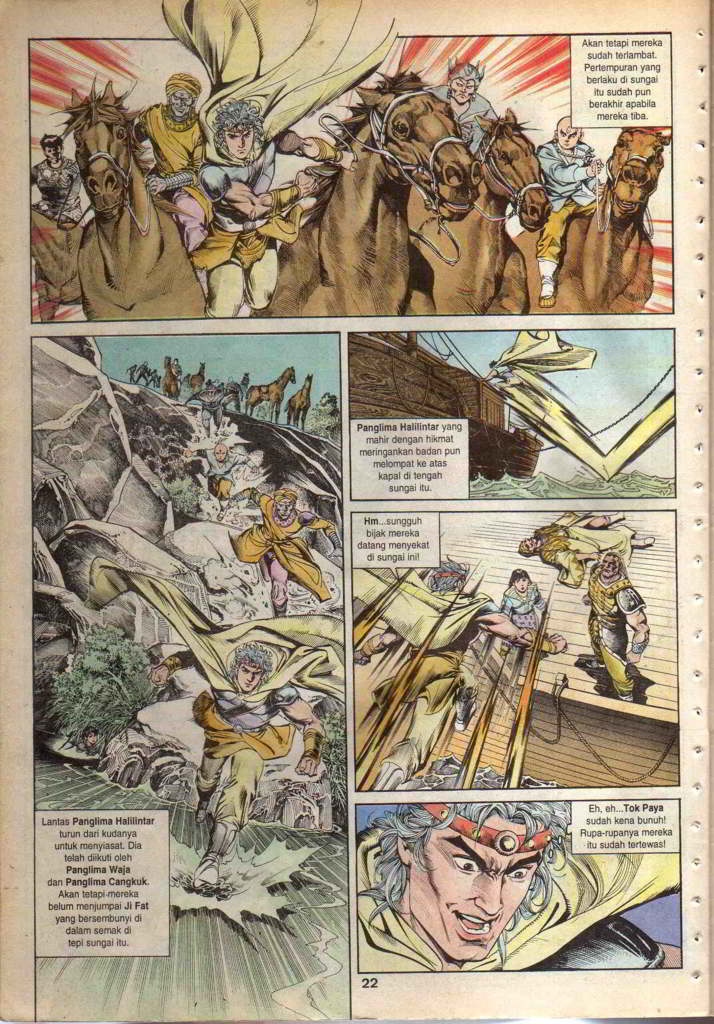 Akan tetapi mereka
sudah terlambat.
Pertempuran yang
berlaku di sungai
itu sudah pun
berakhir apabila
mereka tiba.
Lantas Panglima Halilintar
turun dari kudanya
untuk menyiasat. Dia
telah diikuti oleh
Panglima Waja
dan Panglima Cangkuk.
Akan tetapi mereka
belum menjumpai Ji Fat
yang bersembunyi di
dalam semak di
tepi sungai itu.
Panglima Halilintar yang
mahir dengan hikmat
meringankan badan pun
melompat ke atas
kapal di tengah
sungai itu.
Hm...sungguh
bijak mereka
datang menyekat
di sungai ini!
Eh, eh...Tok Paya
sudah kena bunuh!
Rupa-rupanya mereka
itu sudah tertewas!
22